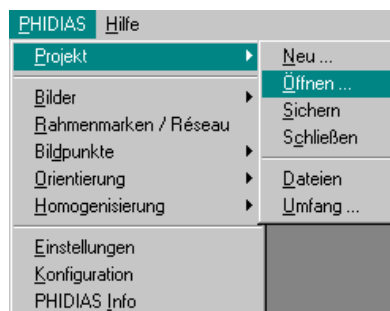 PHIDIAS Hilfe
Projekt
Bilder
Rahmenmarken / Réseau
Bildpunkte
Orientierung
Homogenisierung
Einstellungen
Konfiguration
PHIDIAS Info
Neu ...
Öffnen ...
Sichern
Schließen
Dateien
Umfang ...